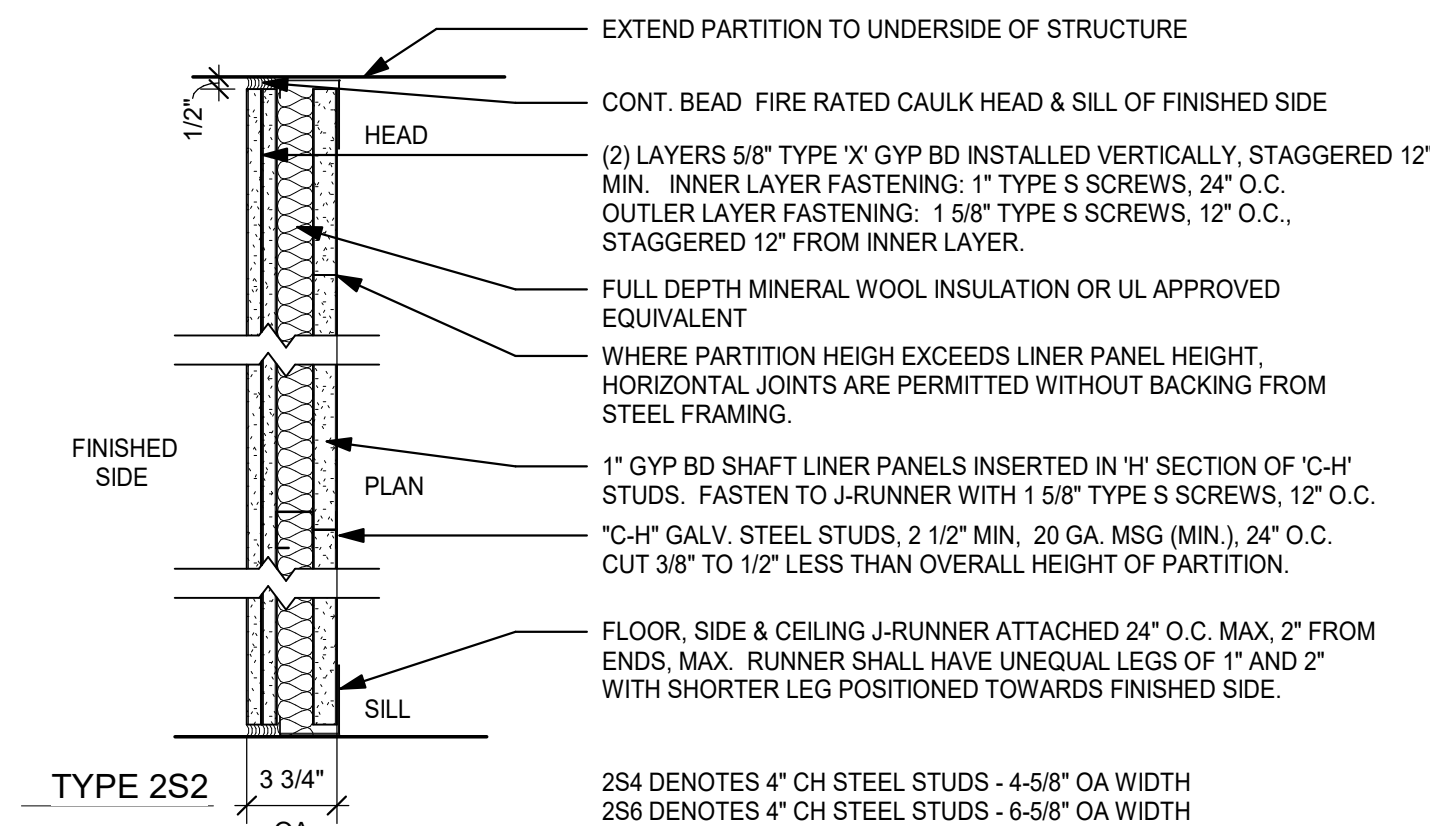 EXTEND PARTITION TO UNDERSIDE OF STRUCTURE
1/2"
CONT. BEAD FIRE RATED CAULK HEAD & SILL OF FINISHED SIDE
HEAD
(2) LAYERS 5/8" TYPE 'X' GYP BD INSTALLED VERTICALLY, STAGGERED 12"
MIN. INNER LAYER FASTENING: 1" TYPE S SCREWS, 24" O.C.
OUTLER LAYER FASTENING: 1 5/8" TYPE S SCREWS, 12" O.C.,
STAGGERED 12" FROM INNER LAYER.
FULL DEPTH MINERAL WOOL INSULATION OR UL APPROVED
EQUIVALENT
WHERE PARTITION HEIGH EXCEEDS LINER PANEL HEIGHT,
HORIZONTAL JOINTS ARE PERMITTED WITHOUT BACKING FROM
STEEL FRAMING.
FINISHED
SIDE
1" GYP BD SHAFT LINER PANELS INSERTED IN 'H' SECTION OF 'C-H'
STUDS. FASTEN TO J-RUNNER WITH 1 5/8" TYPE S SCREWS, 12" O.C.
PLAN
"C-H" GALV. STEEL STUDS, 2 1/2" MIN, 20 GA. MSG (MIN.), 24" O.C.
CUT 3/8" TO 1/2" LESS THAN OVERALL HEIGHT OF PARTITION.
FLOOR, SIDE & CEILING J-RUNNER ATTACHED 24" O.C. MAX, 2" FROM
ENDS, MAX. RUNNER SHALL HAVE UNEQUAL LEGS OF 1" AND 2"
WITH SHORTER LEG POSITIONED TOWARDS FINISHED SIDE.
SILL
TYPE 2S2
3 3/4"
OA
2S4 DENOTES 4" CH STEEL STUDS - 4-5/8" OA WIDTH
2S6 DENOTES 4" CH STEEL STUDS - 6-5/8" OA WIDTH